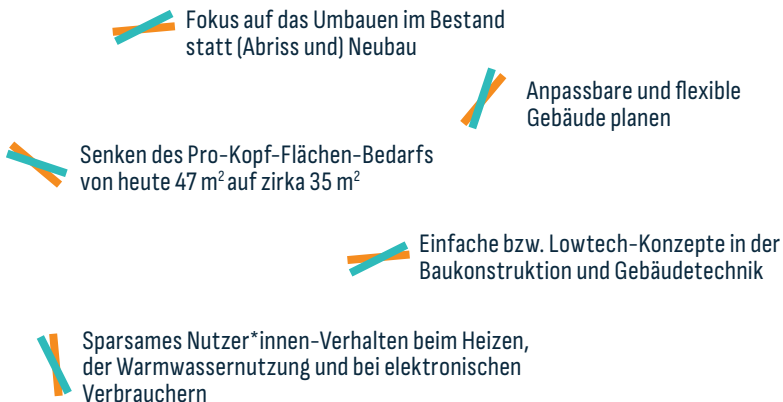 Fokus auf das Umbauen im Bestand
statt (Abriss und) Neubau
Anpassbare und flexible
Gebäude planen
Senken des Pro-Kopf-Flächen-Bedarfs
von heute 47 m² auf zirka 35 m²
Einfache bzw. Lowtech-Konzepte in der
Baukonstruktion und Gebäudetechnik
Sparsames Nutzer*innen-Verhalten beim Heizen,
der Warmwassernutzung und bei elektronischen
Verbrauchern